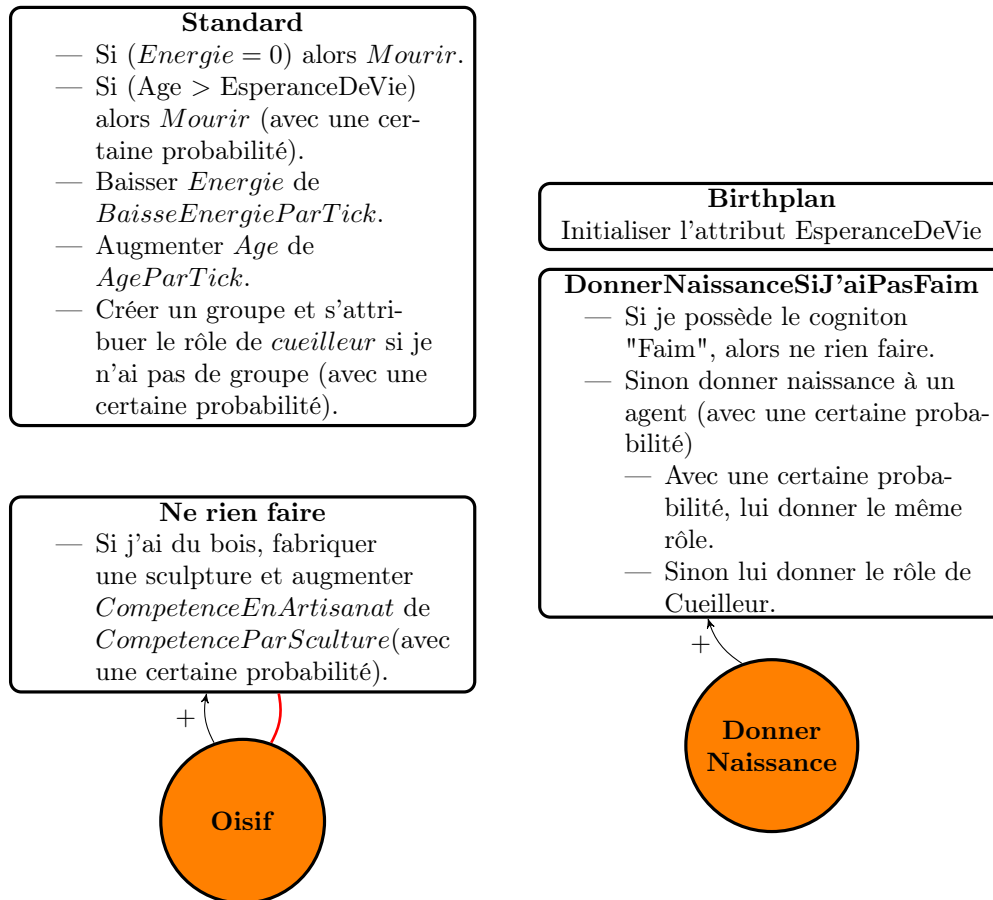 Standard
— Si (Energie = 0) alors Mourir.
— Si (Age > EsperanceDeVie)
alors Mourir (avec une cer-
taine probabilité).
— Baisser Energie de
BaisseEnergieParTick.
— Augmenter Age de
AgeParTick.
— Créer un groupe et s'attri-
buer le rôle de cueilleur si je
n'ai pas de groupe (avec une
certaine probabilité).
Birthplan
Initialiser l'attribut EsperanceDeVie
DonnerNaissanceSiJ'aiPasFaim
— Si je possède le cogniton
"Faim", alors ne rien faire.
— Sinon donner naissance à un
agent (avec une certaine proba-
bilité)
— Avec une certaine proba-
bilité, lui donner le même
rôle.
— Sinon lui donner le rôle de
Cueilleur.
Ne rien faire
— Si j'ai du bois, fabriquer
une sculpture et augmenter
CompetenceEnArtisanat de
CompetenceParSculture(avec
une certaine probabilité).
+
Oisif
+
Donner
Naissance